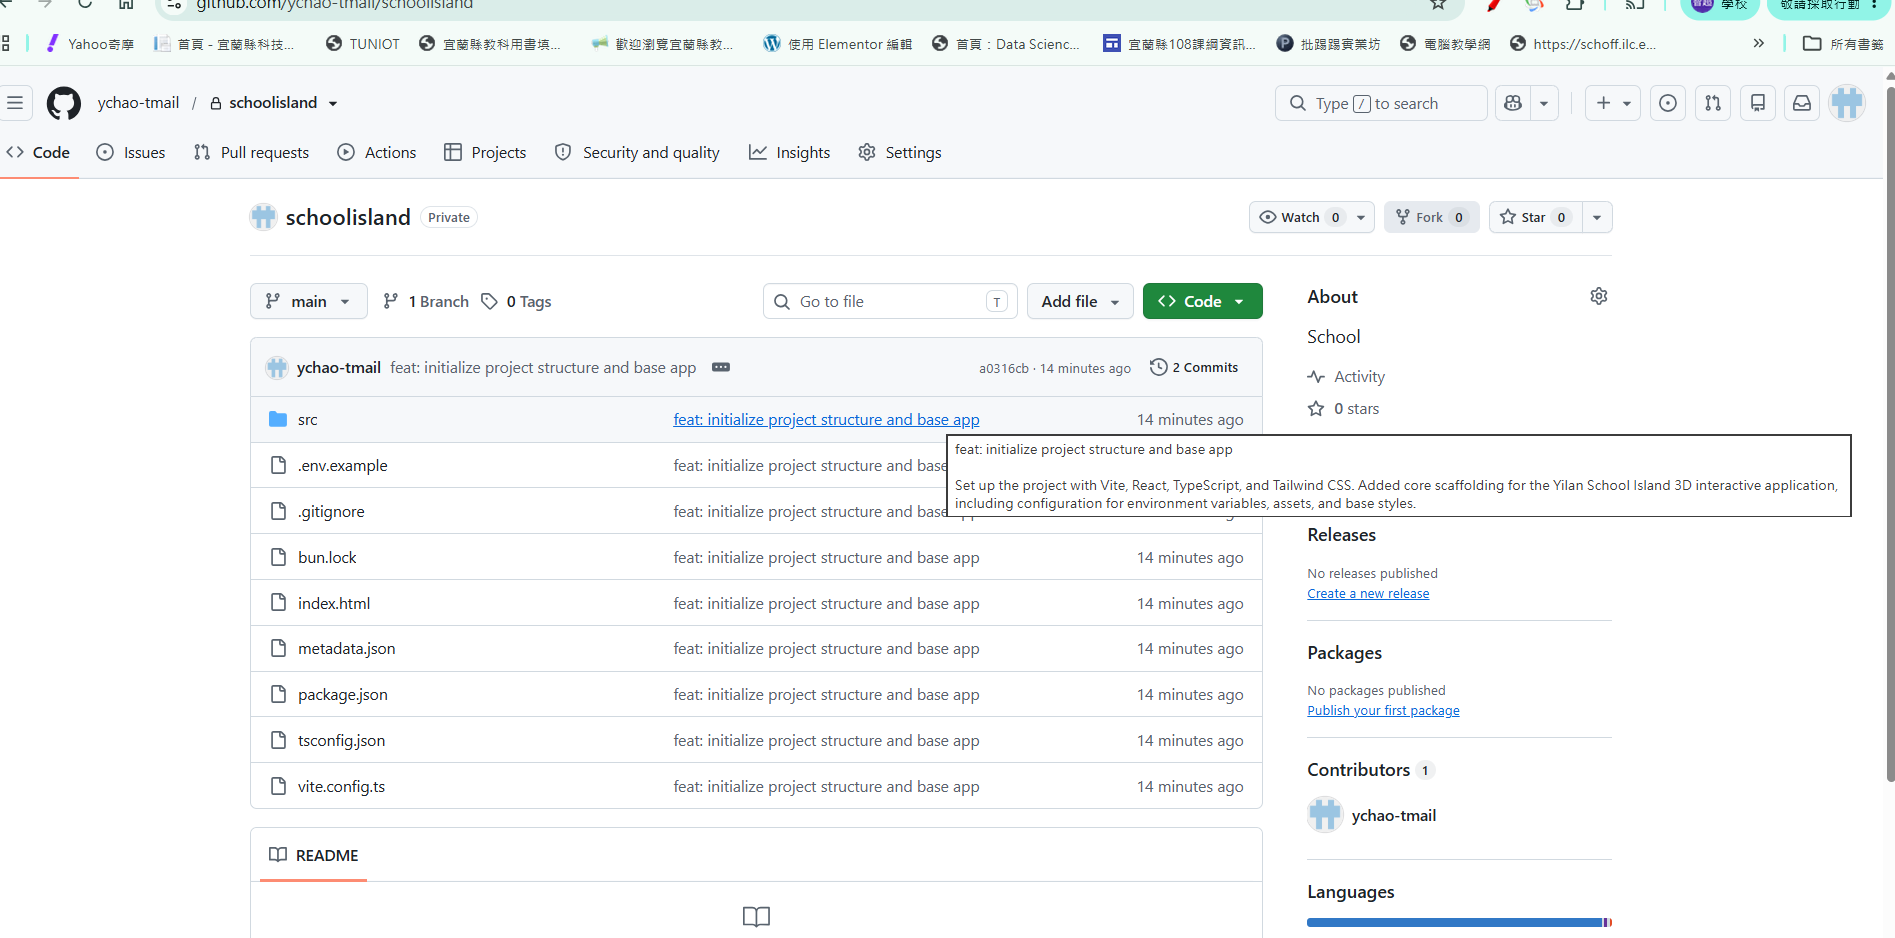 github.com/ychao-tmail/schoolisland
學校
敬請採取行動
Yahoo奇摩
首頁 - 宜蘭縣科技...
TUNIOT
宜蘭縣教科用書填...
歡迎瀏覽宜蘭縣教...
使用 Elementor 編輯
首頁：Data Scienc...
宜蘭縣108課綱資訊...
批踢踢實業坊
電腦教學網
https://schoff.ilc.e...
所有書籤
ychao-tmail / schoolisland
Type / to search
Code
Issues
Pull requests
Actions
Projects
Security and quality
Insights
Settings
schoolisland Private
Watch 0
Fork 0
Star 0
main
1 Branch
0 Tags
Go to file T
Add file
Code
ychao-tmail feat: initialize project structure and base app
a0316cb · 14 minutes ago
2 Commits
src feat: initialize project structure and base app 14 minutes ago
.env.example feat: initialize project structure and base
.gitignore feat: initialize project structure and base
bun.lock feat: initialize project structure and base app 14 minutes ago
index.html feat: initialize project structure and base app 14 minutes ago
metadata.json feat: initialize project structure and base app 14 minutes ago
package.json feat: initialize project structure and base app 14 minutes ago
tsconfig.json feat: initialize project structure and base app 14 minutes ago
vite.config.ts feat: initialize project structure and base app 14 minutes ago
feat: initialize project structure and base app
Set up the project with Vite, React, TypeScript, and Tailwind CSS. Added core scaffolding for the Yilan School Island 3D interactive application,
including configuration for environment variables, assets, and base styles.
README
About
School
Activity
0 stars
Releases
No releases published
Create a new release
Packages
No packages published
Publish your first package
Contributors 1
ychao-tmail
Languages